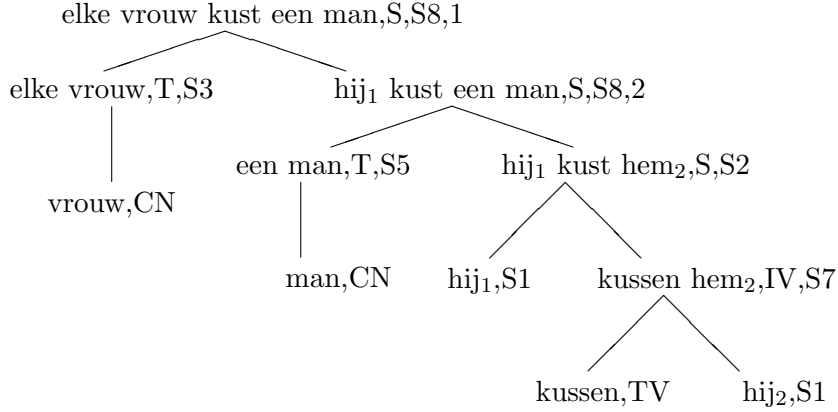 elke vrouw kust een man,S,S8,1
elke vrouw,T,S3 hij₁ kust een man,S,S8,2
een man,T,S5 hij₁ kust hem₂,S,S2
vrouw,CN
man,CN hij₁,S1 kussen hem₂,IV,S7
kussen,TV hij₂,S1